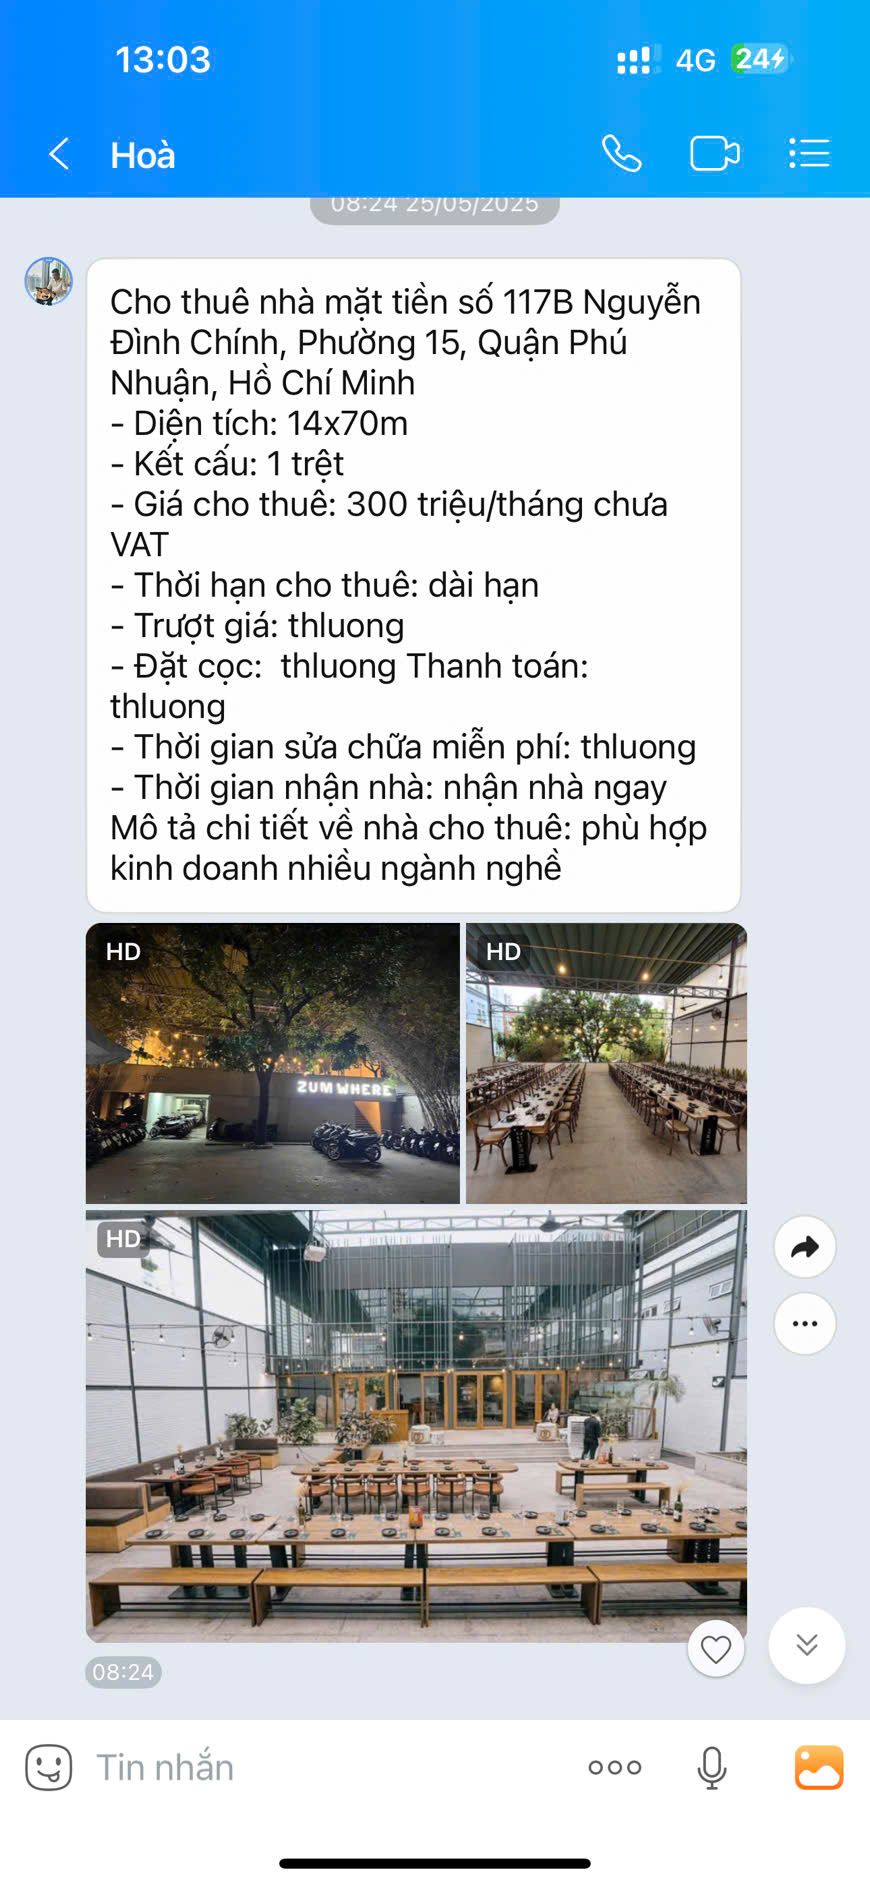 13:03
4G
24
Hoà
08:24 25/05/2025
Cho thuê nhà mặt tiền số 117B Nguyễn
Đình Chính, Phường 15, Quận Phú
Nhuận, Hồ Chí Minh
- Diện tích: 14x70m
- Kết cấu: 1 trệt
- Giá cho thuê: 300 triệu/tháng chưa
VAT
- Thời hạn cho thuê: dài hạn
- Trượt giá: thluong
- Đặt cọc:  thluong Thanh toán:
thluong
- Thời gian sửa chữa miễn phí: thluong
- Thời gian nhận nhà: nhận nhà ngay
Mô tả chi tiết về nhà cho thuê: phù hợp
kinh doanh nhiều ngành nghề
HD
HD
ZUMWHERE
HD
08:24
Tin nhắn